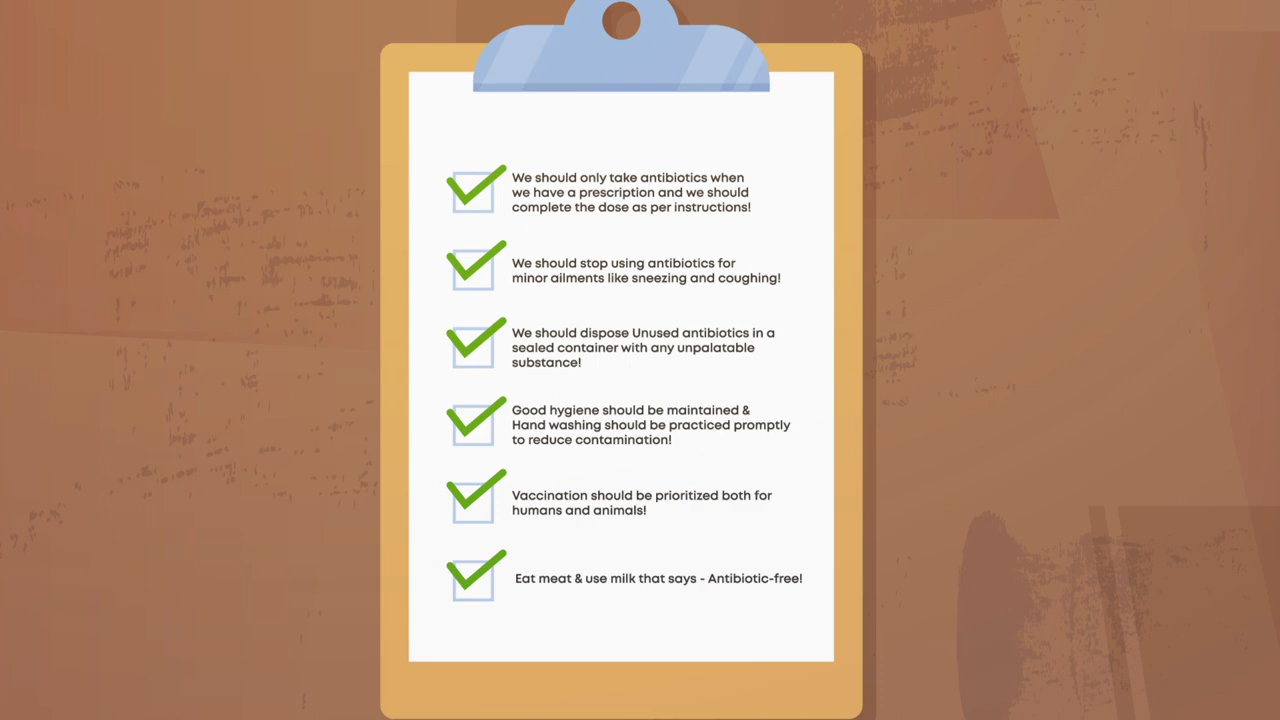 We should only take antibiotics when
we have a prescription and we should
complete the dose as per instructions!
We should stop using antibiotics for
minor ailments like sneezing and coughing!
We should dispose Unused antibiotics in a
sealed container with any unpalatable
substance!
Good hygiene should be maintained &
Hand washing should be practiced promptly
to reduce contamination!
Vaccination should be prioritized both for
humans and animals!
Eat meat & use milk that says - Antibiotic-free!